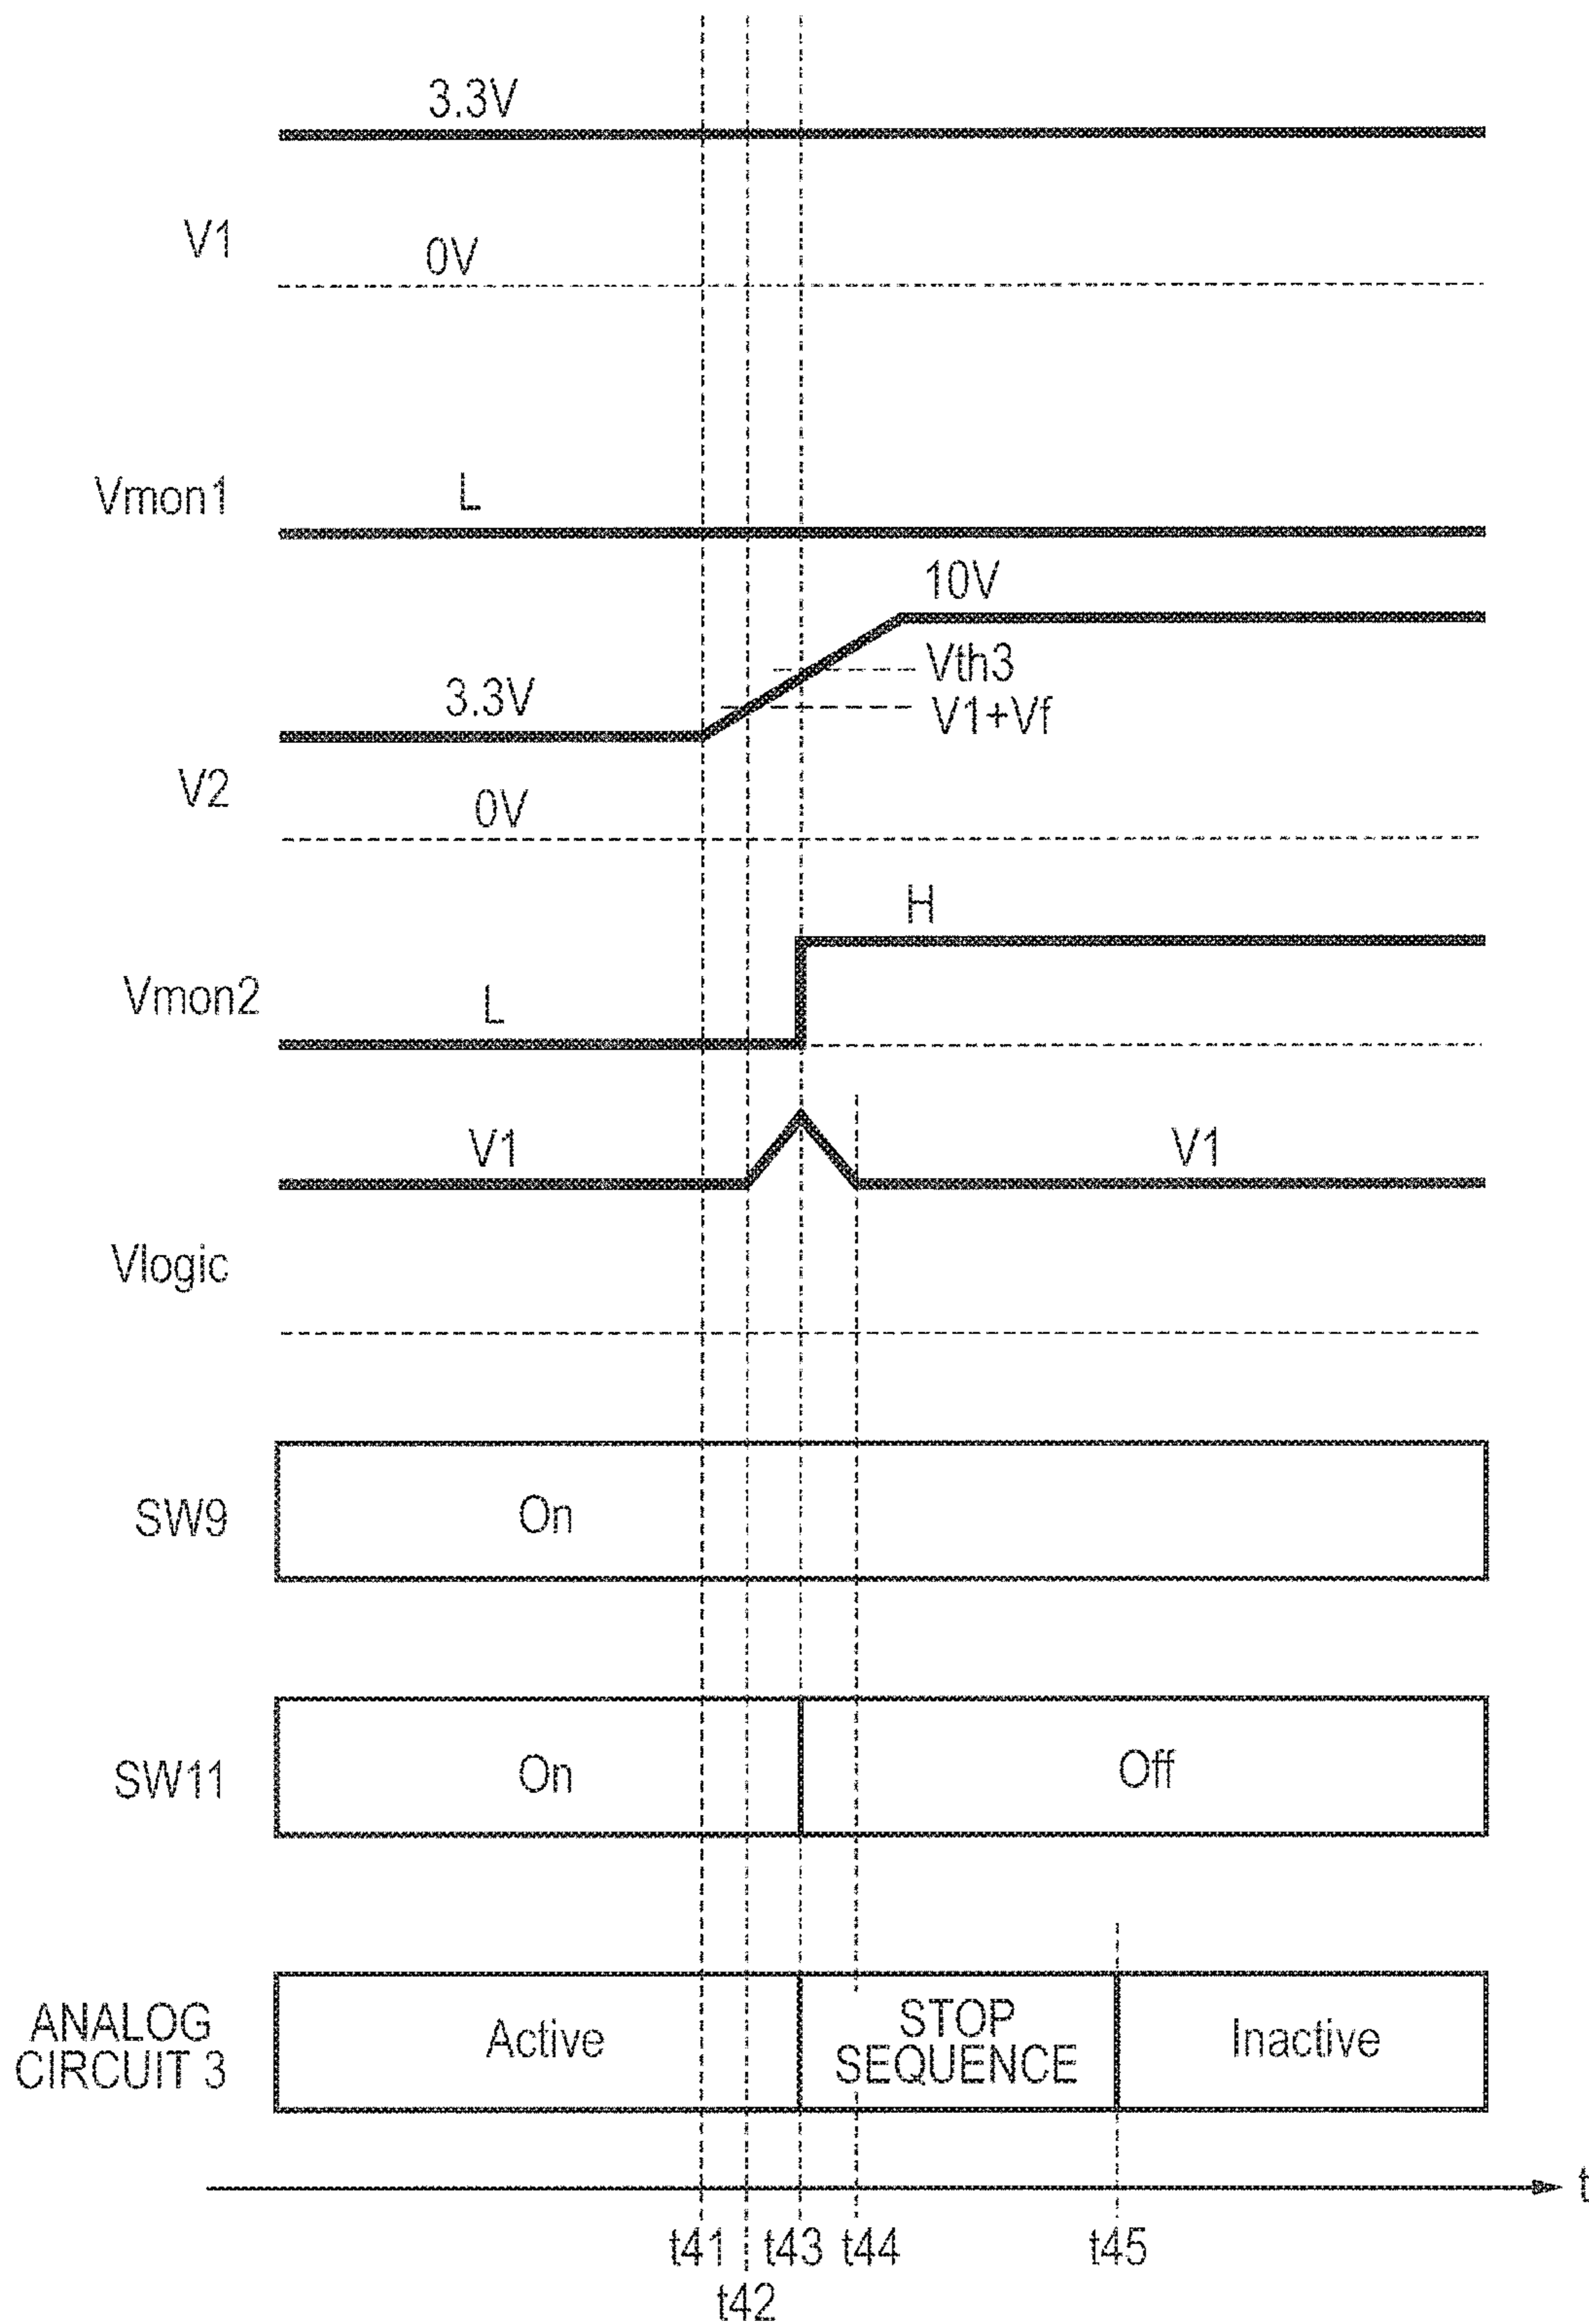 3.3V
V1
0V
Vmon1
L
10V
Vth3
3.3V
V1+Vf
V2
0V
H
Vmon2
L
V1
V1
Vlogic
SW9
On
SW11
On
Off
ANALOG
CIRCUIT 3
Active
STOP
SEQUENCE
Inactive
t
t41
t43
t44
t45
t42